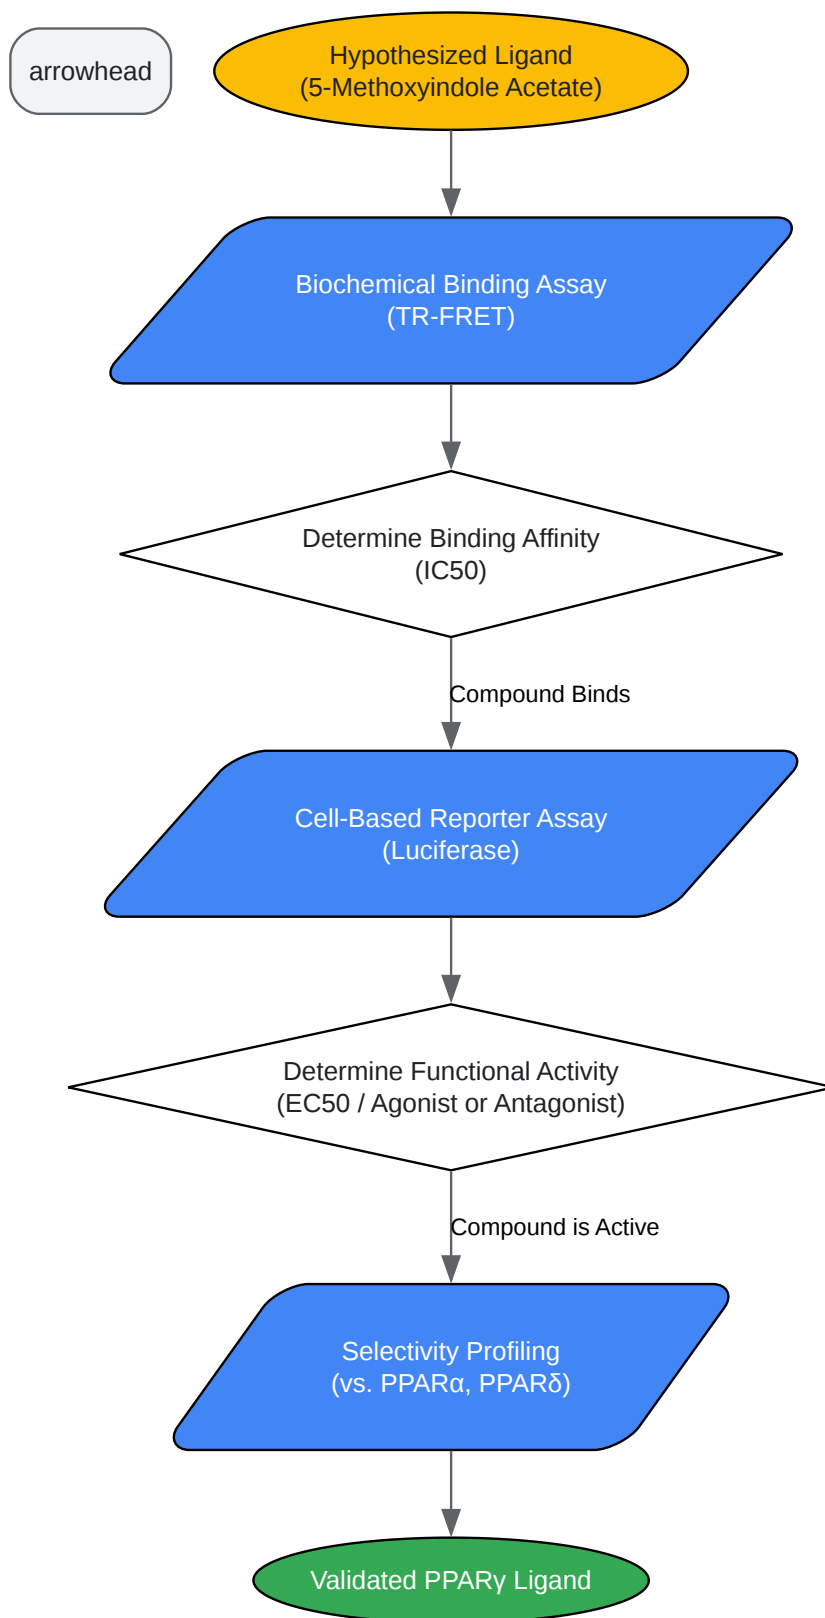 arrowhead
Hypothesized Ligand
(5-Methoxyindole Acetate)
Biochemical Binding Assay
(TR-FRET)
Determine Binding Affinity
(IC50)
Compound Binds
Cell-Based Reporter Assay
(Luciferase)
Determine Functional Activity
(EC50 / Agonist or Antagonist)
Compound is Active
Selectivity Profiling
(vs. PPARα, PPARδ)
Validated PPARγ Ligand